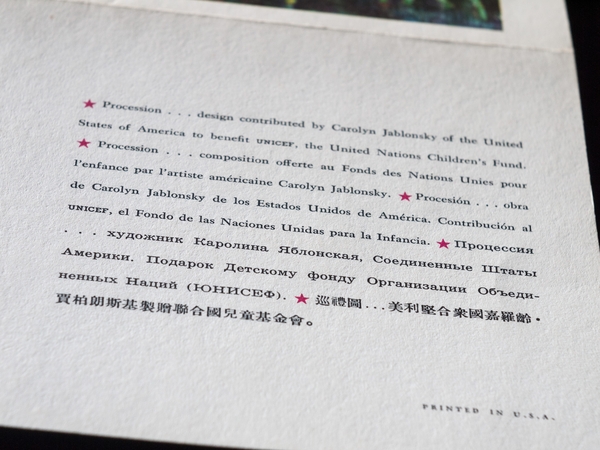 ★ Procession . . . design contributed by Carolyn Jablonsky of the United
States of America to benefit UNICEF, the United Nations Children's Fund.
★ Procession . . . composition offerte au Fonds des Nations Unies pour
l'enfance par l'artiste américaine Carolyn Jablonsky. ★ Procesión . . . obra
de Carolyn Jablonsky de los Estados Unidos de América. Contribución al
UNICEF, el Fondo de las Naciones Unidas para la Infancia. ★ Процессия
. . . художник Каролина Яблонская, Соединенные Штаты
Америки. Подарок Детскому фонду Организации Объеди-
ненных Наций (ЮНИСЕФ). ★ 巡禮圖 . . . 美利堅合衆國嘉羅齡·
賈柏朗斯基製贈聯合國兒童基金會。
PRINTED IN U.S.A.